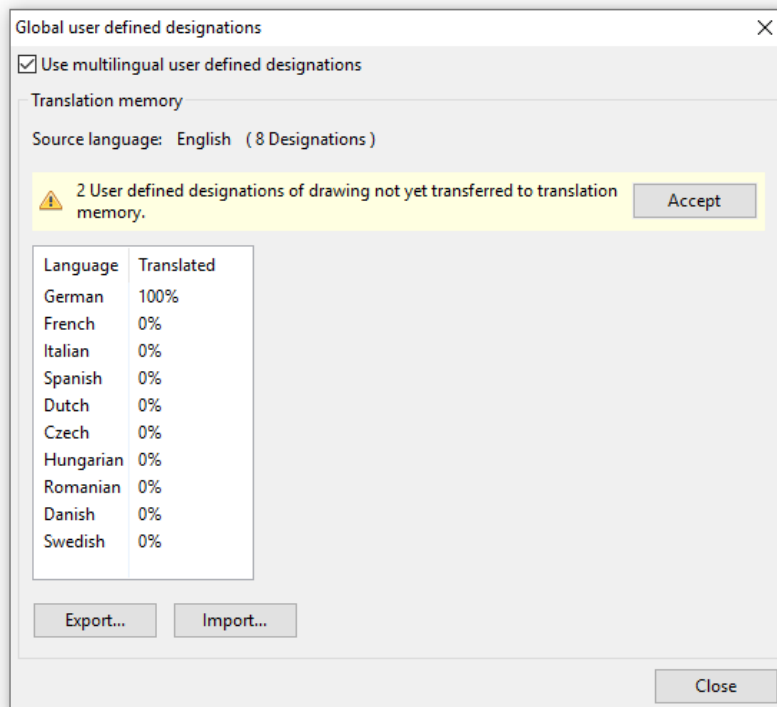 Global user defined designations
Use multilingual user defined designations
Translation memory
Source language: English ( 8 Designations )
2 User defined designations of drawing not yet transferred to translation
memory.
Accept
Language Translated
German 100%
French 0%
Italian 0%
Spanish 0%
Dutch 0%
Czech 0%
Hungarian 0%
Romanian 0%
Danish 0%
Swedish 0%
Export... Import...
Close